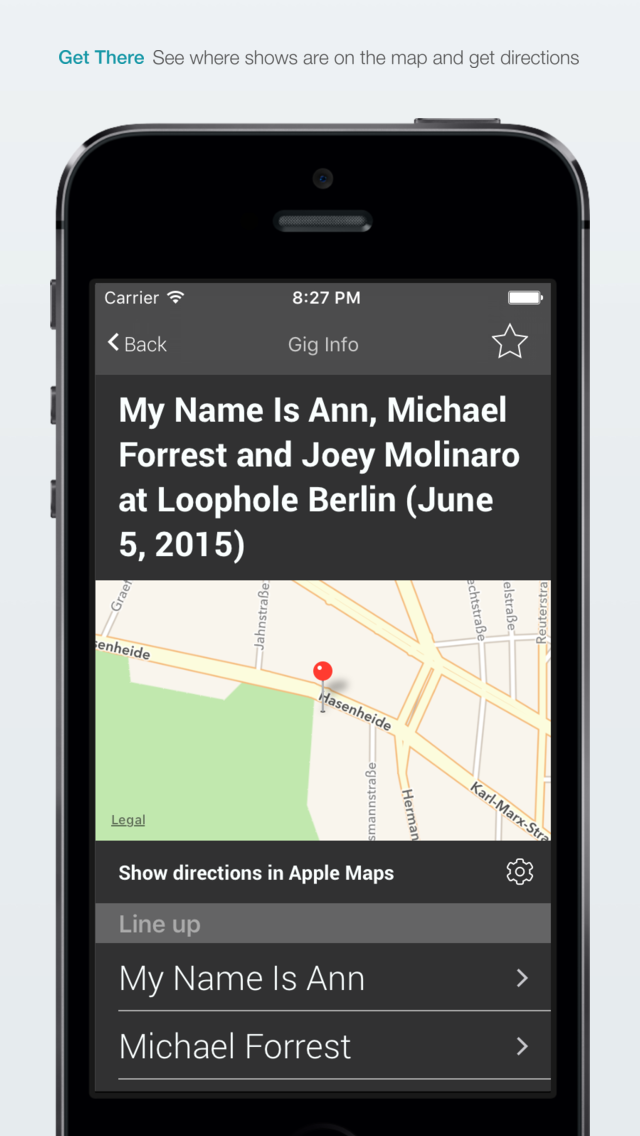 Get There See where shows are on the map and get directions
Carrier 8:27 PM
Back Gig Info
My Name Is Ann, Michael
Forrest and Joey Molinaro
at Loophole Berlin (June
5, 2015)
Graef
Jahnstraße
echtstraße
elstraße
Reuterstra
senheide
Hasenheide
smannstraße
Herman
Karl-Marx-Stra
Legal
Show directions in Apple Maps
Line up
My Name Is Ann
Michael Forrest